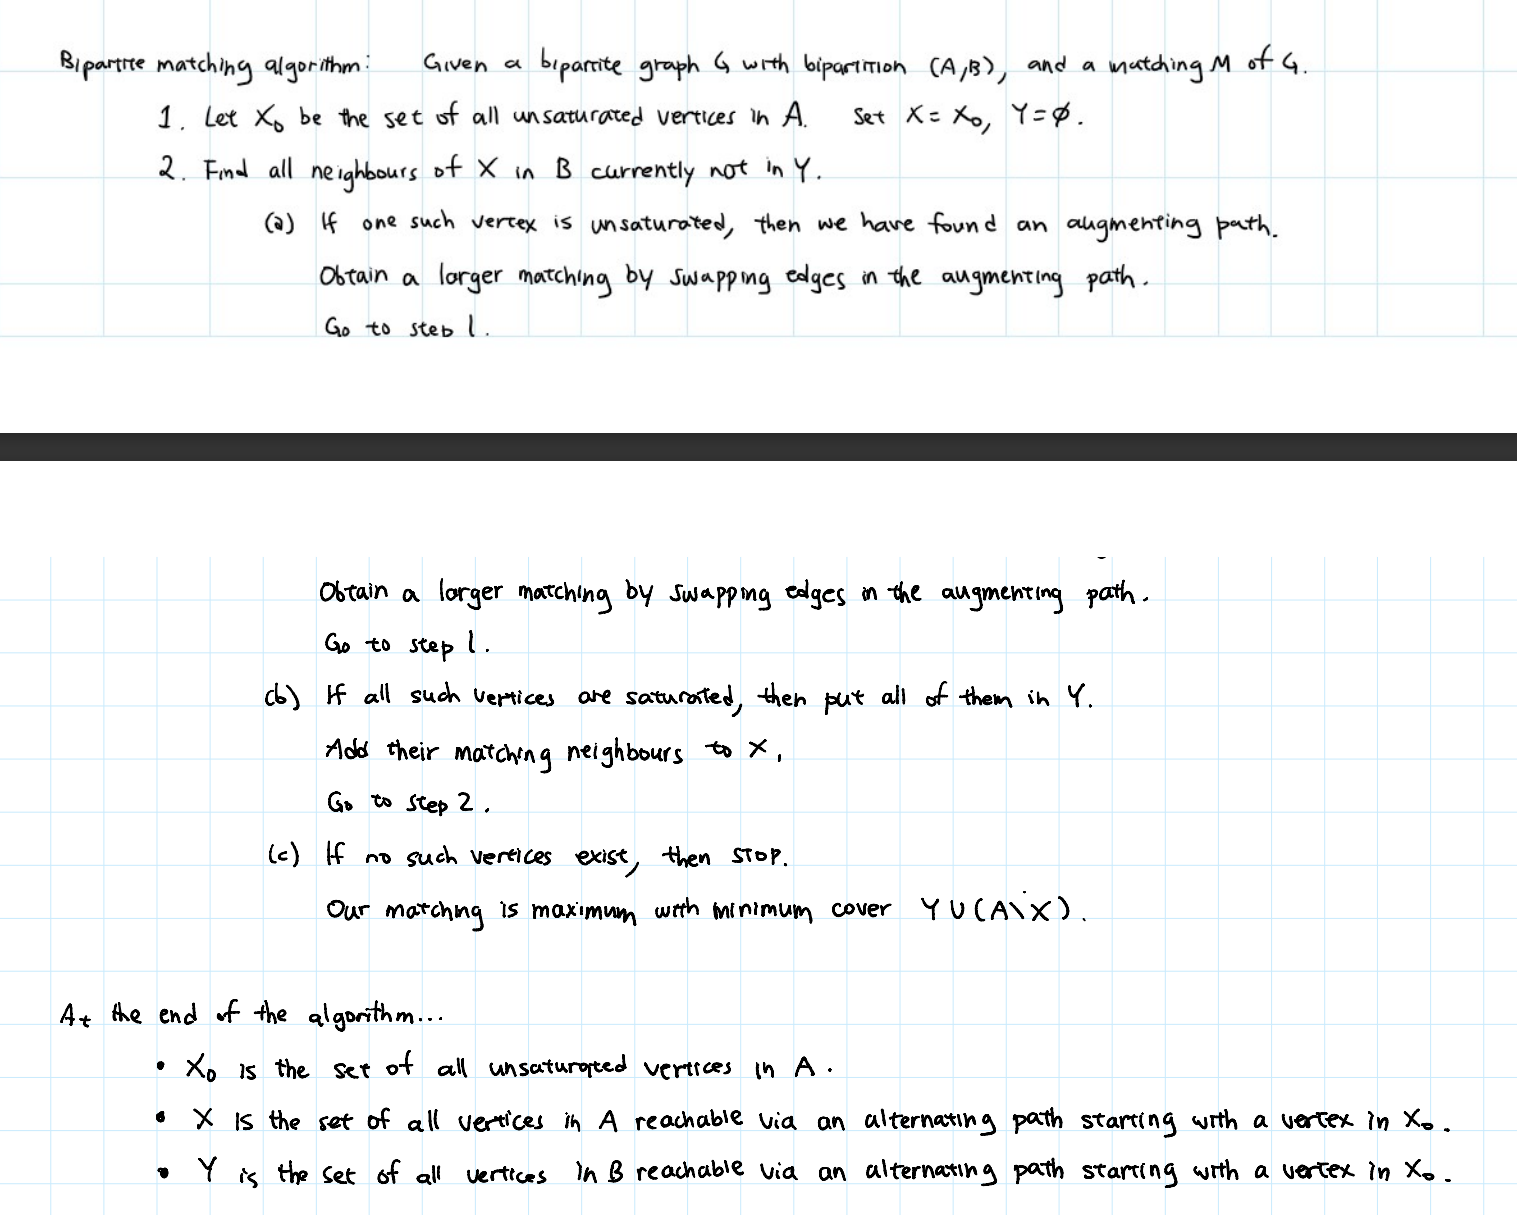 Bipartite matching algorithm: Given a bipartite graph G with bipartition (A,B), and a matching M of G.
1. Let X₀ be the set of all unsaturated vertices in A. Set X = X₀, Y = ∅.
2. Find all neighbours of X in B currently not in Y.
(a) If one such vertex is unsaturated, then we have found an augmenting path.
Obtain a larger matching by swapping edges in the augmenting path.
Go to step 1.
Obtain a larger matching by swapping edges in the augmenting path.
Go to step 1.
(b) If all such vertices are saturated, then put all of them in Y.
Add their matching neighbours to X,
Go to step 2.
(c) If no such vertices exist, then STOP.
Our matching is maximum with minimum cover Y ∪ (A \ X).
At the end of the algorithm...
• X₀ is the set of all unsaturated vertices in A.
• X is the set of all vertices in A reachable via an alternating path starting with a vertex in X₀.
• Y is the set of all vertices in B reachable via an alternating path starting with a vertex in X₀.